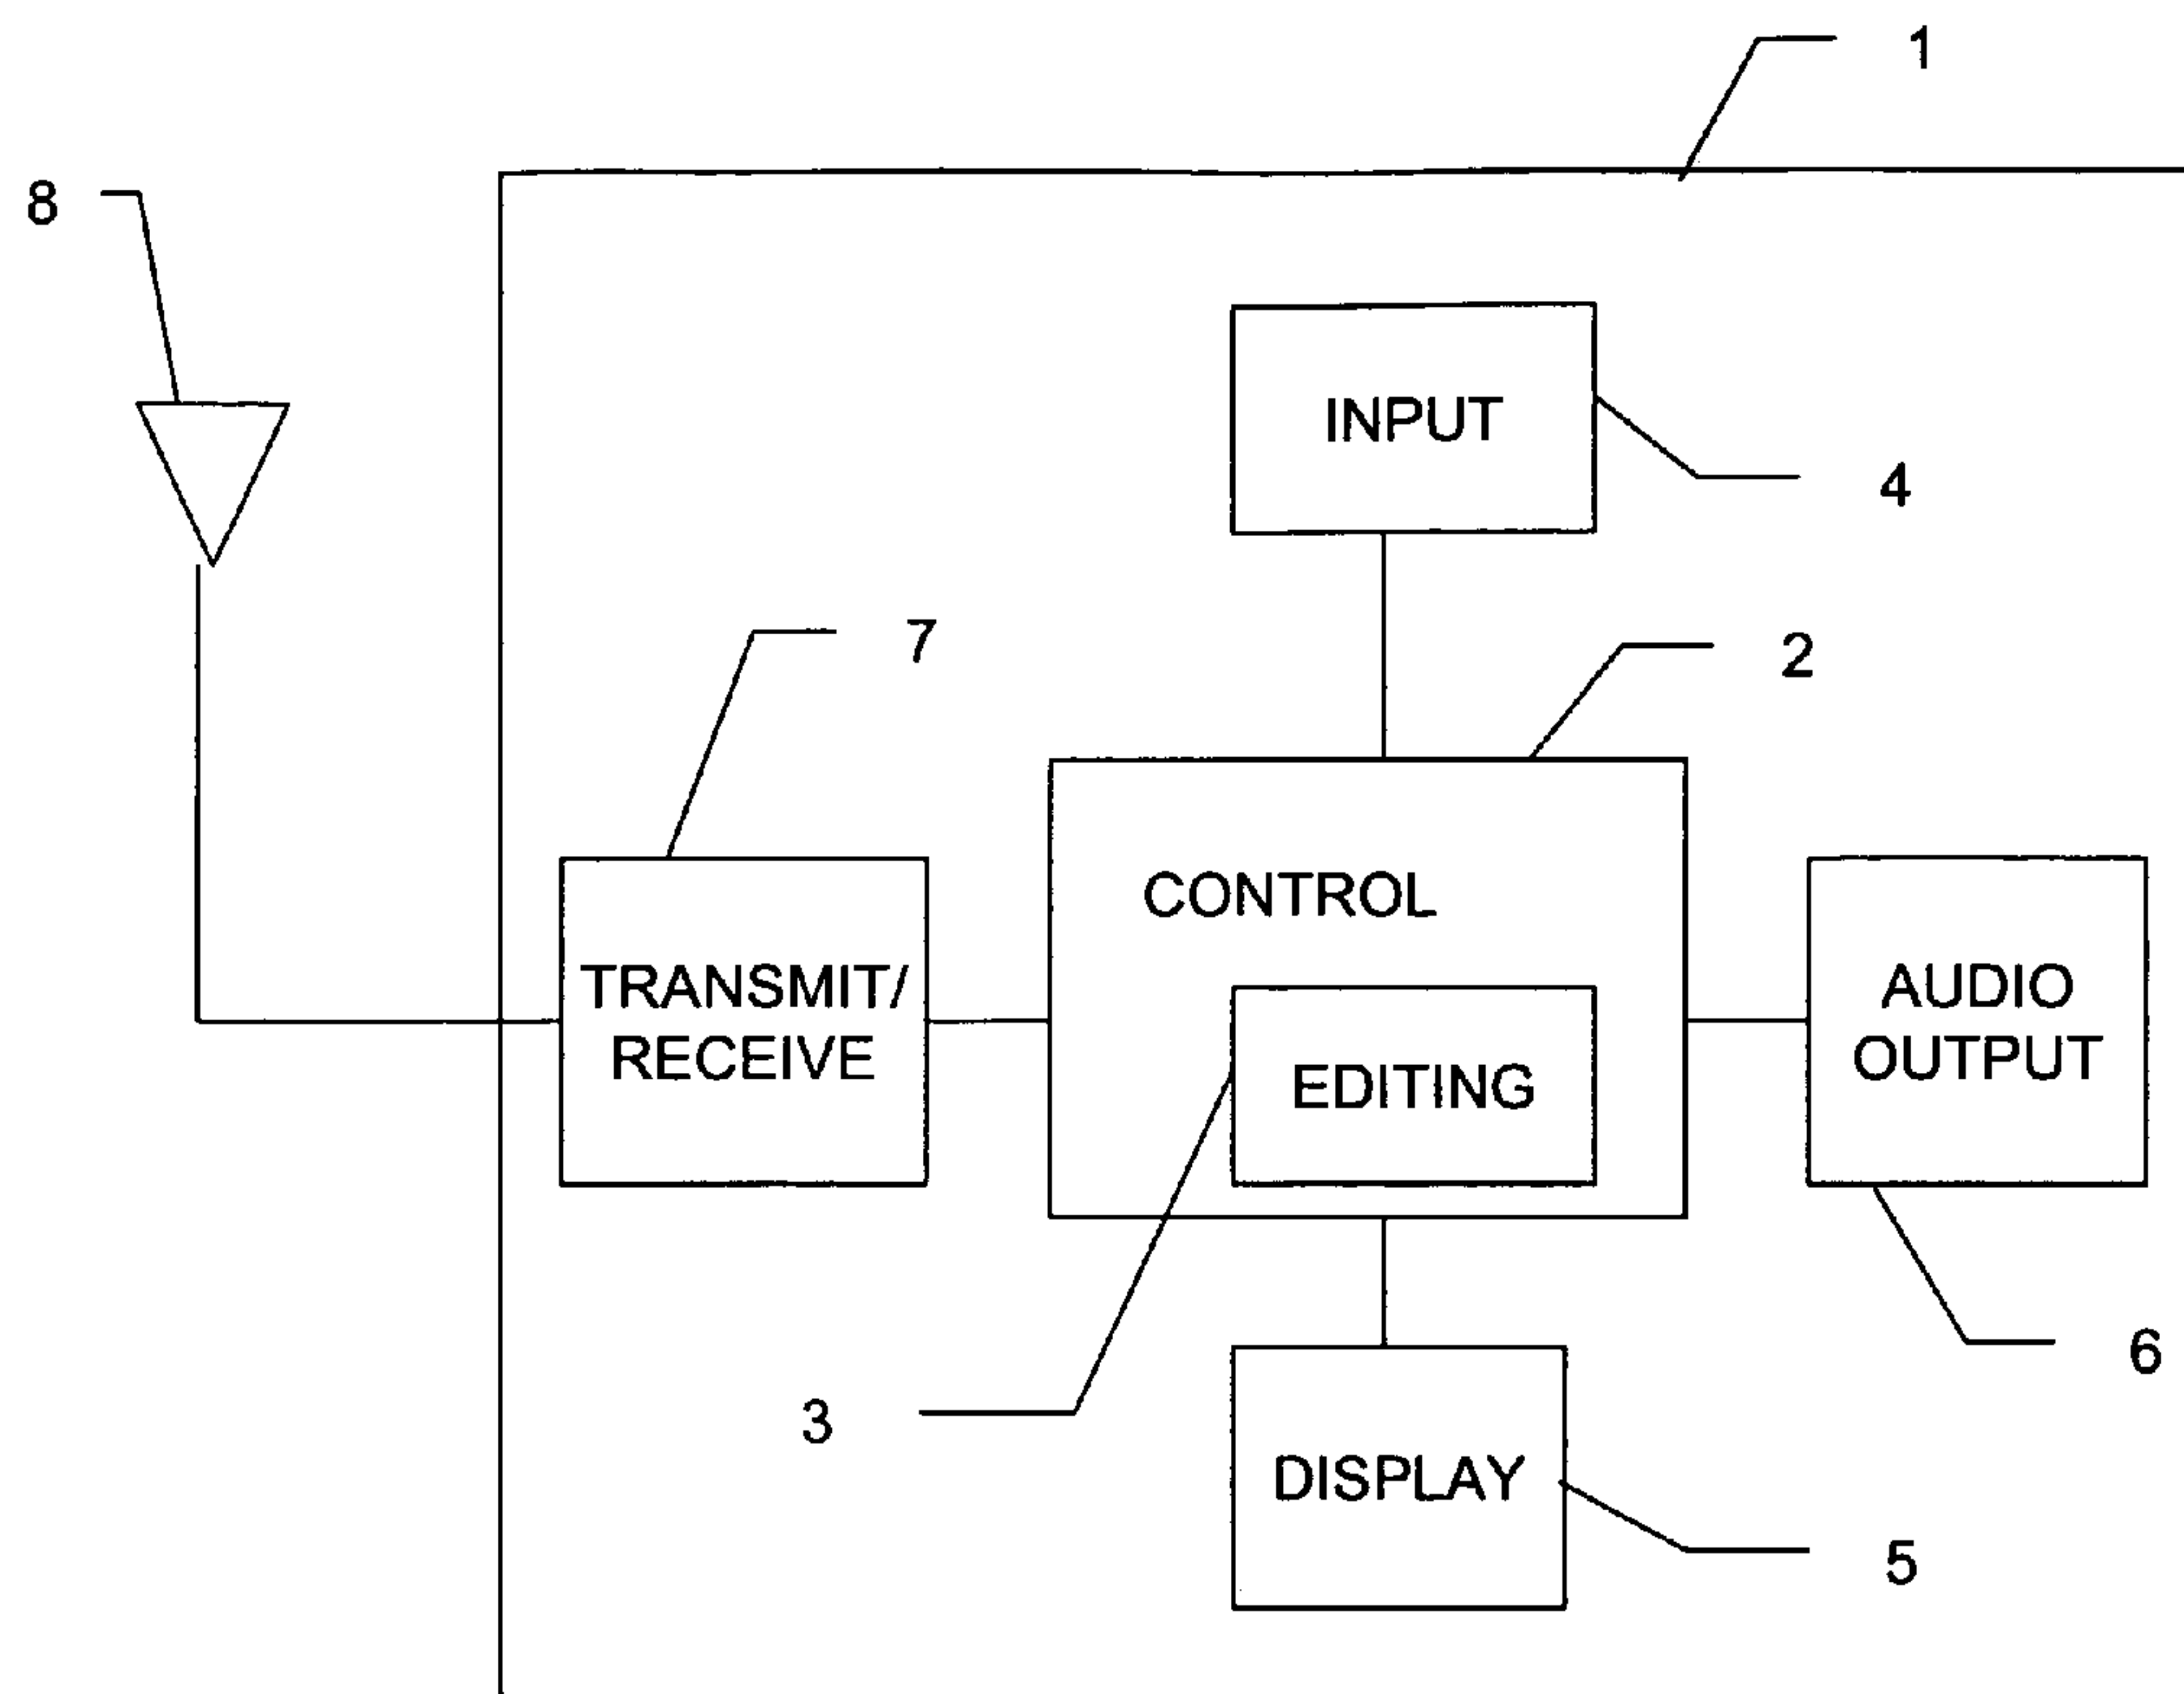 1
8
INPUT
4
7
2
CONTROL
TRANSMIT/
RECEIVE
EDITING
AUDIO
OUTPUT
6
3
DISPLAY
5